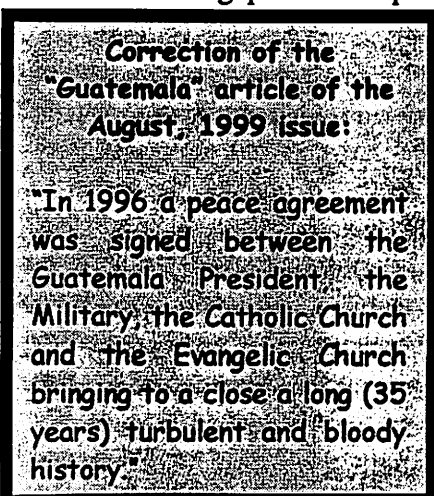 Correction of the
"Guatemala" article of the
August, 1999 issue:
"In 1996 a peace agreement
was signed between the
Guatemala President, the
Military, the Catholic Church
and the Evangelic Church
bringing to a close a long (35
years) turbulent and bloody
history."